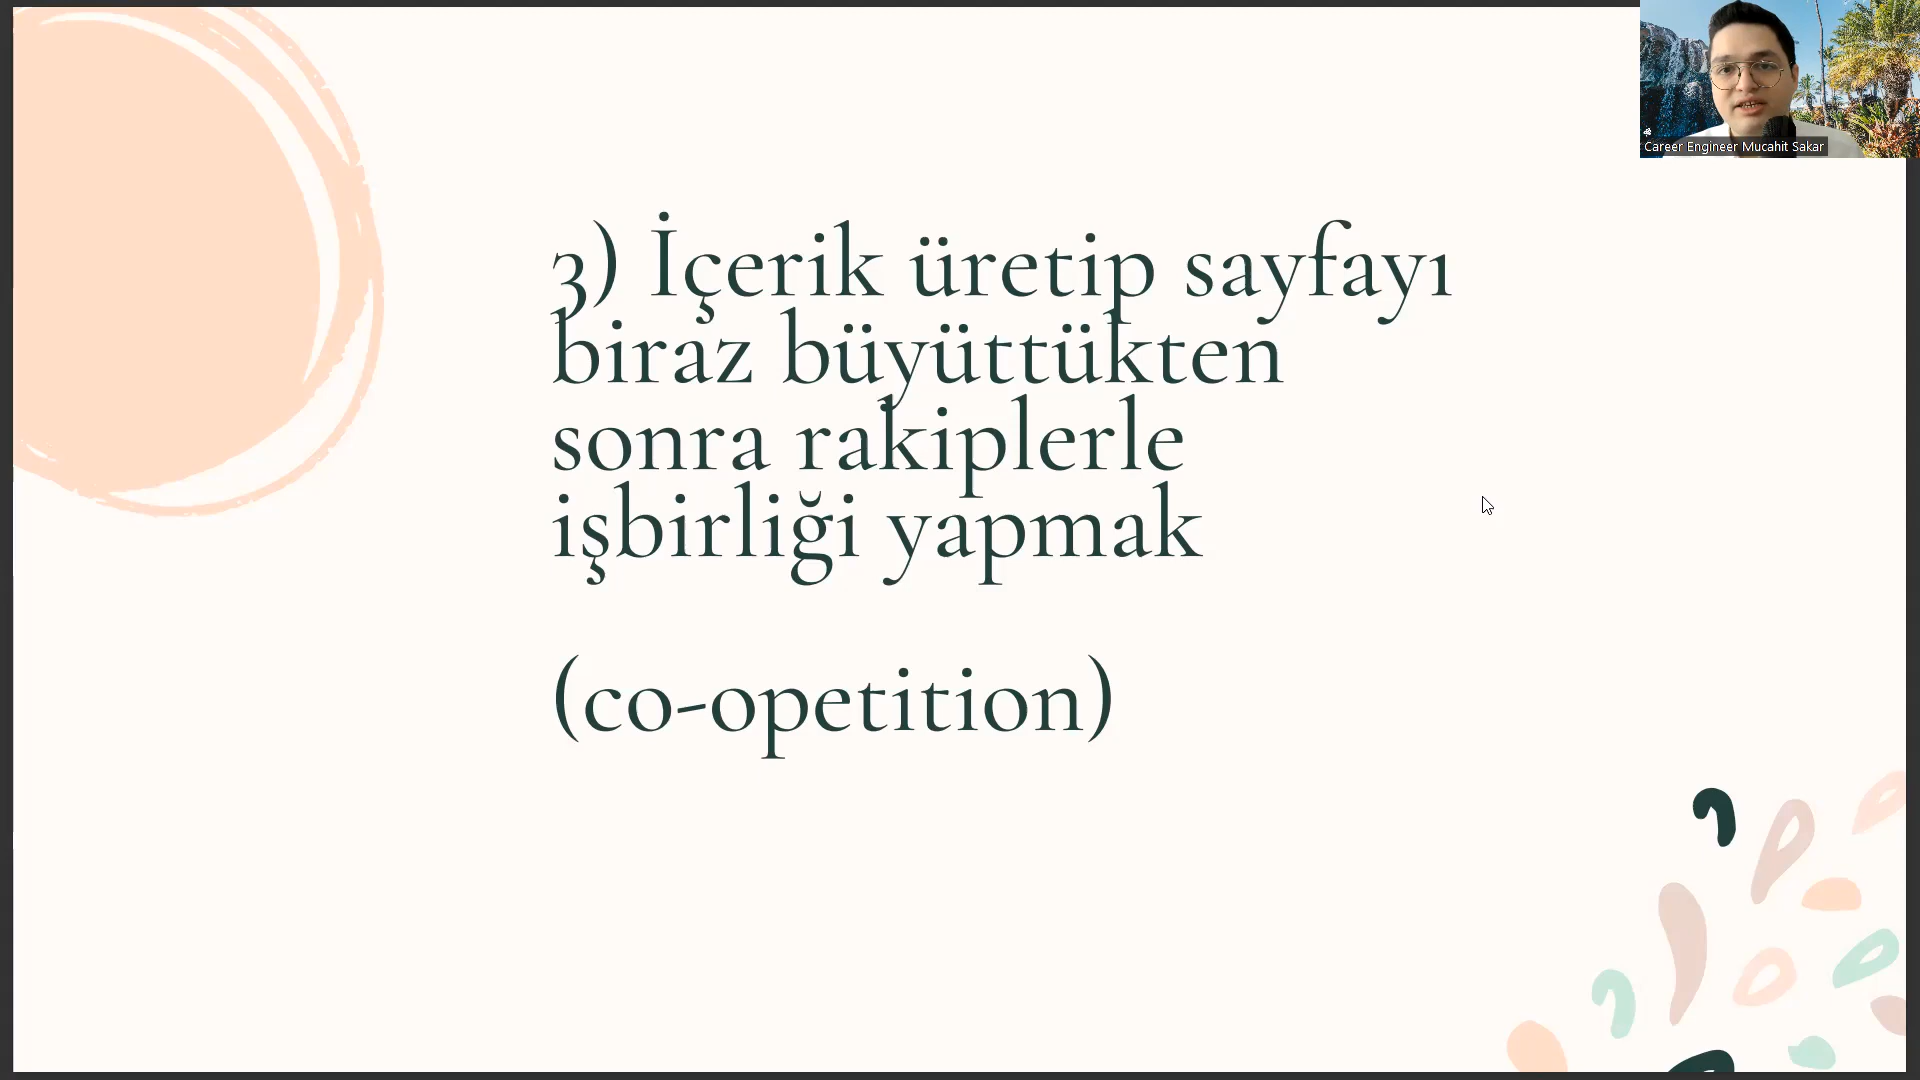 Career Engineer Mucahit Sakar
3) İçerik üretip sayfayı
biraz büyüttükten
sonra rakiplerle
işbirliği yapmak
(co-opetition)